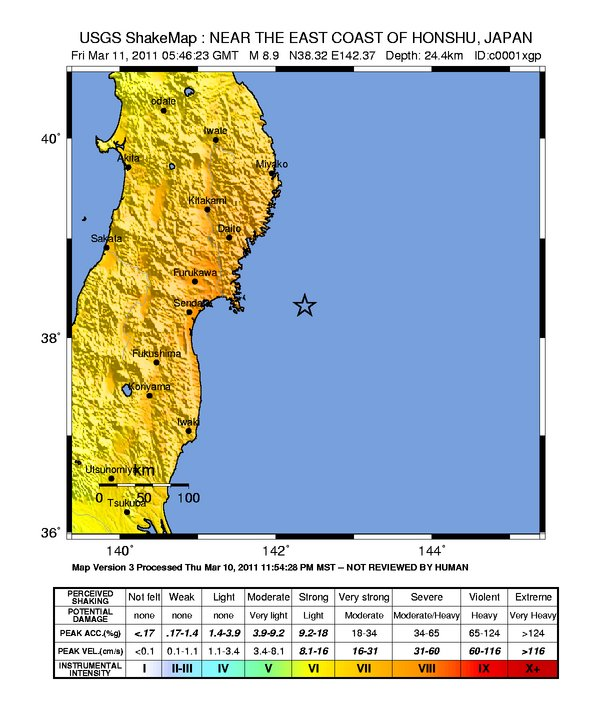 USGS ShakeMap : NEAR THE EAST COAST OF HONSHU, JAPAN
Fri Mar 11, 2011 05:46:23 GMT M 8.9 N38.32 E142.37 Depth: 24.4km ID:c0001xgp
odate
40˚
Iwate
Akita
Miyako
Kitakami
Daito
Sakata
Furukawa
Sendai
38˚
Fukushima
Koriyama
Iwaki
Utsunomiya
km
0 50 100
Tsukuba
36˚
140˚ 142˚ 144˚
Map Version 3 Processed Thu Mar 10, 2011 11:54:28 PM MST -- NOT REVIEWED BY HUMAN
PERCEIVED SHAKING Not felt Weak Light Moderate Strong Very strong Severe Violent Extreme
POTENTIAL DAMAGE none none none Very light Light Moderate Moderate/Heavy Heavy Very Heavy
PEAK ACC.(%g) <.17 .17-1.4 1.4-3.9 3.9-9.2 9.2-18 18-34 34-65 65-124 >124
PEAK VEL.(cm/s) <0.1 0.1-1.1 1.1-3.4 3.4-8.1 8.1-16 16-31 31-60 60-116 >116
INSTRUMENTAL INTENSITY I II-III IV V VI VII VIII IX X+